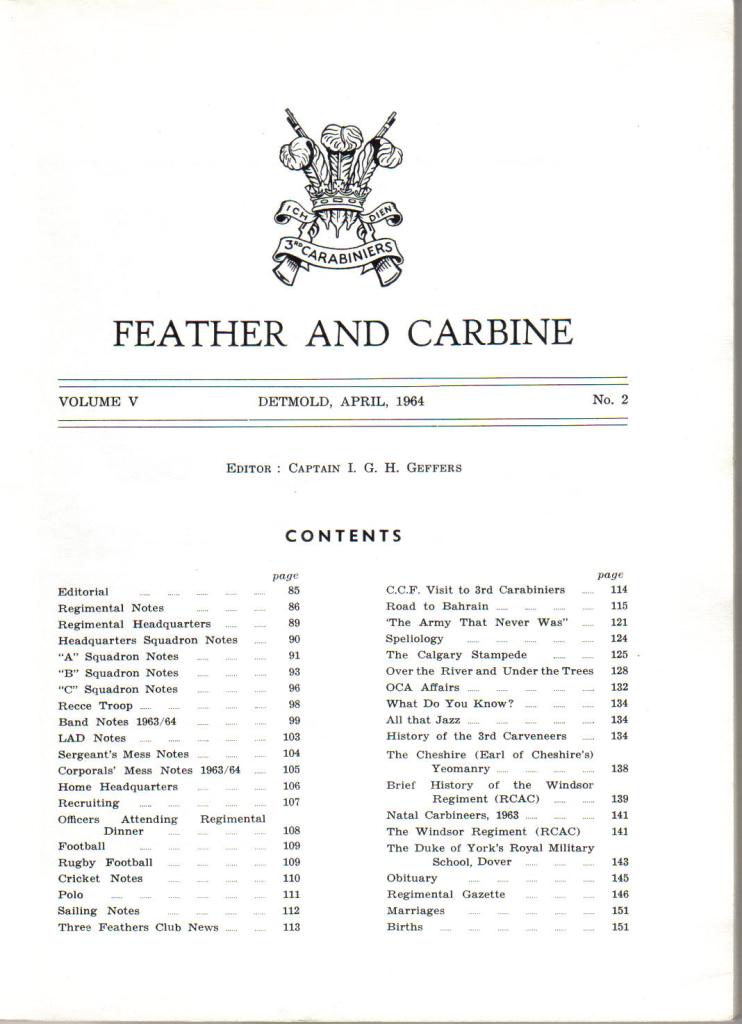 ICH DIEN
3RD CARABINIERS
FEATHER AND CARBINE
VOLUME V DETMOLD, APRIL, 1964 No. 2
EDITOR : CAPTAIN I. G. H. GEFFERS
CONTENTS
page
Editorial 85
Regimental Notes 86
Regimental Headquarters 89
Headquarters Squadron Notes 90
"A" Squadron Notes 91
"B" Squadron Notes 93
"C" Squadron Notes 96
Recce Troop 98
Band Notes 1963/64 99
LAD Notes 103
Sergeant's Mess Notes 104
Corporals' Mess Notes 1963/64 105
Home Headquarters 106
Recruiting 107
Officers Attending Regimental
Dinner 108
Football 109
Rugby Football 109
Cricket Notes 110
Polo 111
Sailing Notes 112
Three Feathers Club News 113
page
C.C.F. Visit to 3rd Carabiniers 114
Road to Bahrain 115
'The Army That Never Was" 121
Speliology 124
The Calgary Stampede 125
Over the River and Under the Trees 128
OCA Affairs 132
What Do You Know? 134
All that Jazz 134
History of the 3rd Carveneers 134
The Cheshire (Earl of Cheshire's)
Yeomanry 138
Brief History of the Windsor
Regiment (RCAC) 139
Natal Carbineers, 1963 141
The Windsor Regiment (RCAC) 141
The Duke of York's Royal Military
School, Dover 143
Obituary 145
Regimental Gazette 146
Marriages 151
Births 151